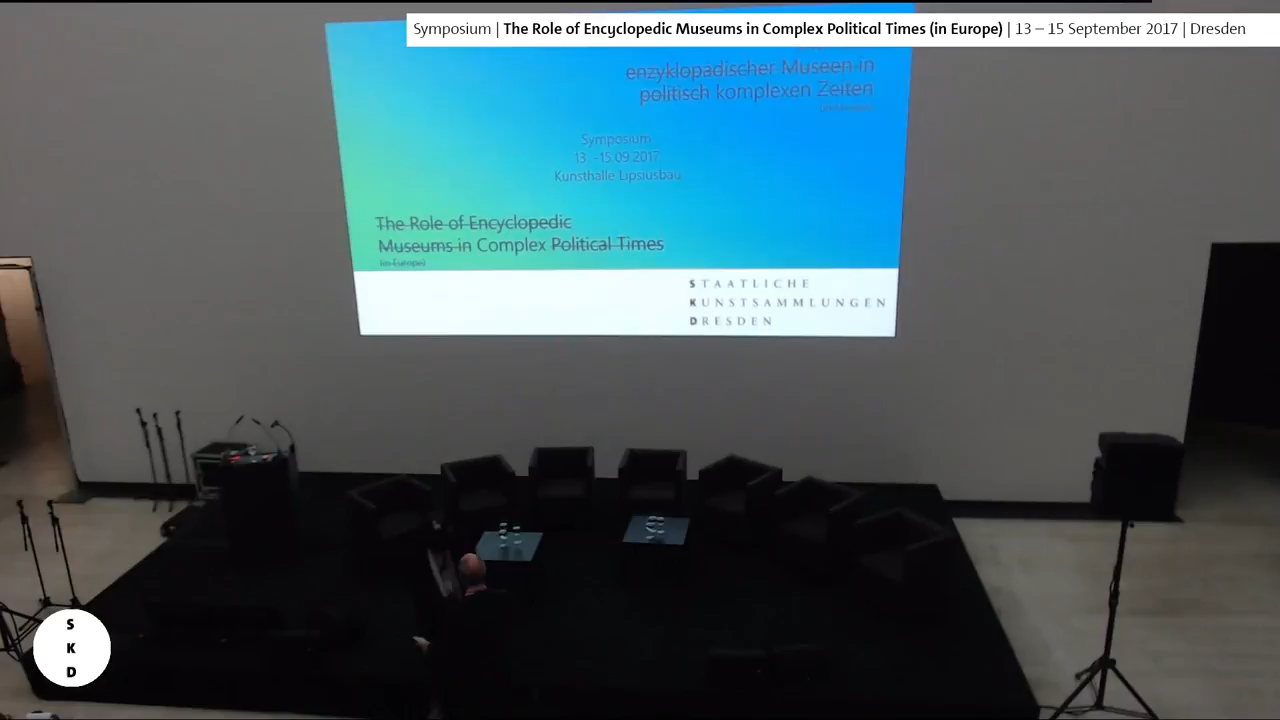 Symposium | The Role of Encyclopedic Museums in Complex Political Times (in Europe) | 13 – 15 September 2017 | Dresden
enzyklopädischer Museen in
politisch komplexen Zeiten
Symposium
13. -15.09.2017
Kunsthalle Lipsiusbau
The Role of Encyclopedic
Museums in Complex Political Times
(in Europe)
STAATLICHE
KUNSTSAMMLUNGEN
DRESDEN
S
K
D